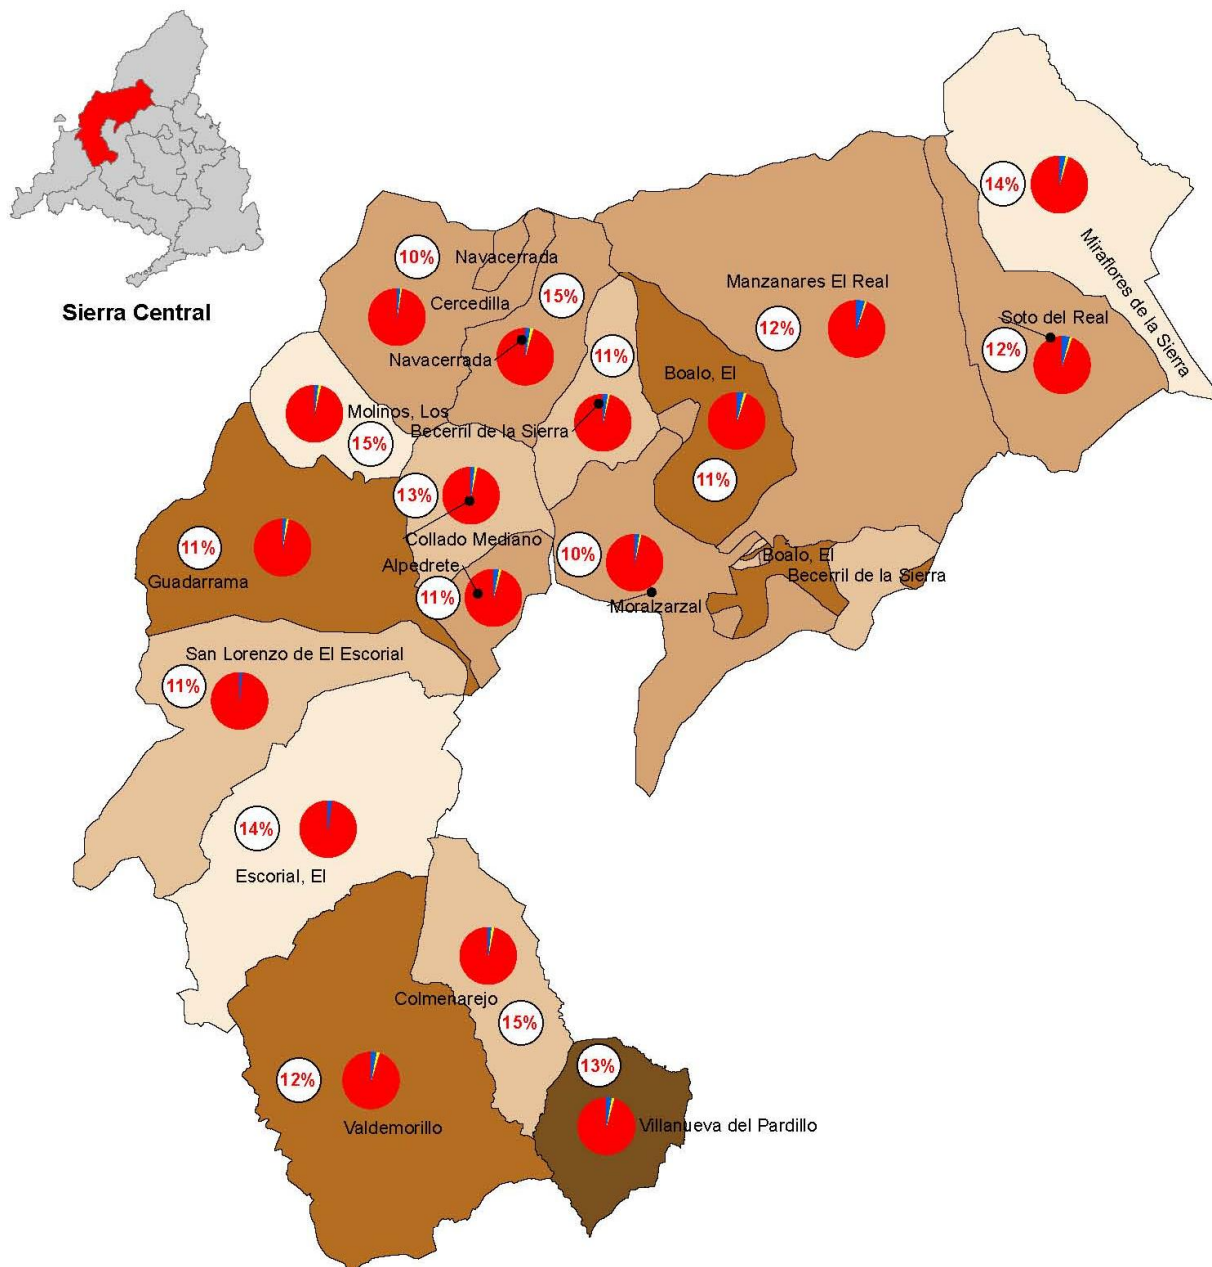 Sierra Central
14%
Miraflores de la Sierra
10%
Navacerrada
Cercedilla
15%
Navacerrada
Manzanares El Real
12%
Soto del Real
12%
11%
Boalo, El
Becerril de la Sierra
11%
Molinos, Los
15%
13%
Collado Mediano
11%
Guadarrama
Alpedrete
11%
10%
Moralzarzal
Boalo, El
Becerril de la Sierra
San Lorenzo de El Escorial
11%
14%
Escorial, El
Colmenarejo
15%
12%
Valdemorillo
13%
Villanueva del Pardillo